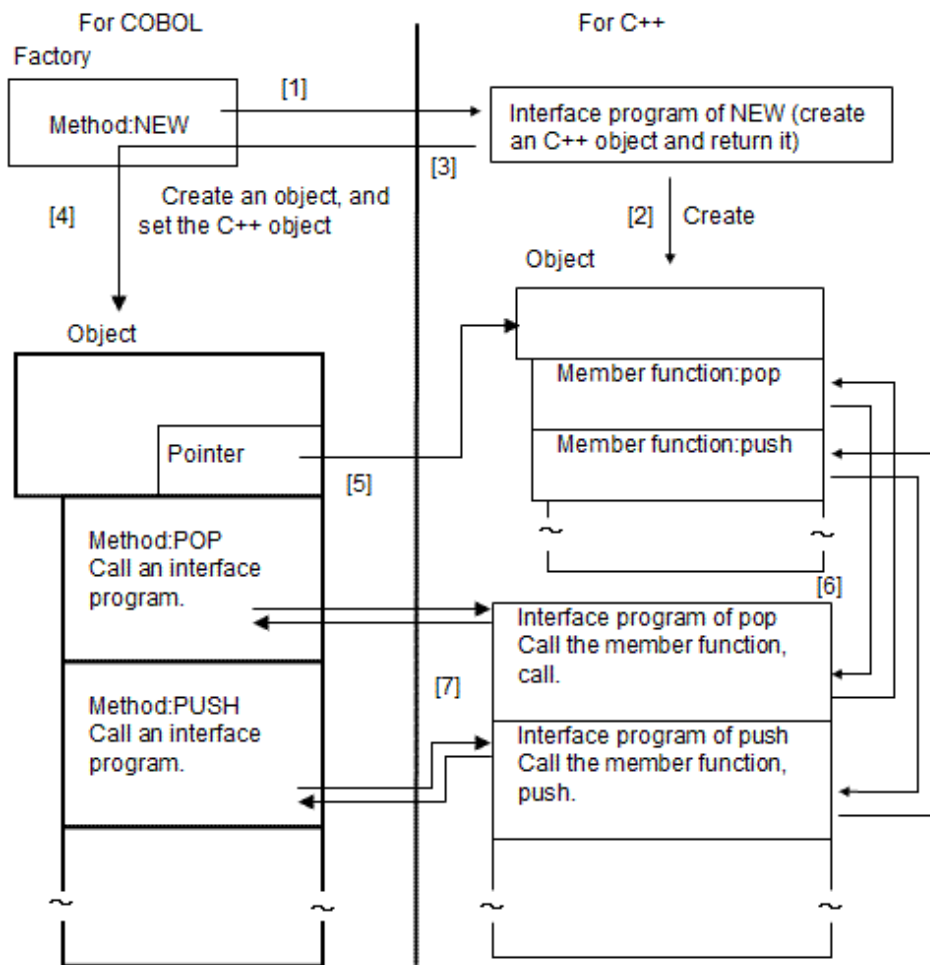 For COBOL
For C++
Factory
Method:NEW
[1]
Interface program of NEW (create
an C++ object and return it)
[3]
[4]
Create an object, and
set the C++ object
[2]
Create
Object
Object
Member function:pop
Member function:push
Pointer
[5]
Method:POP
Call an interface
program.
[6]
Interface program of pop
Call the member function,
call.
[7]
Method:PUSH
Call an interface
program.
Interface program of push
Call the member function,
push.